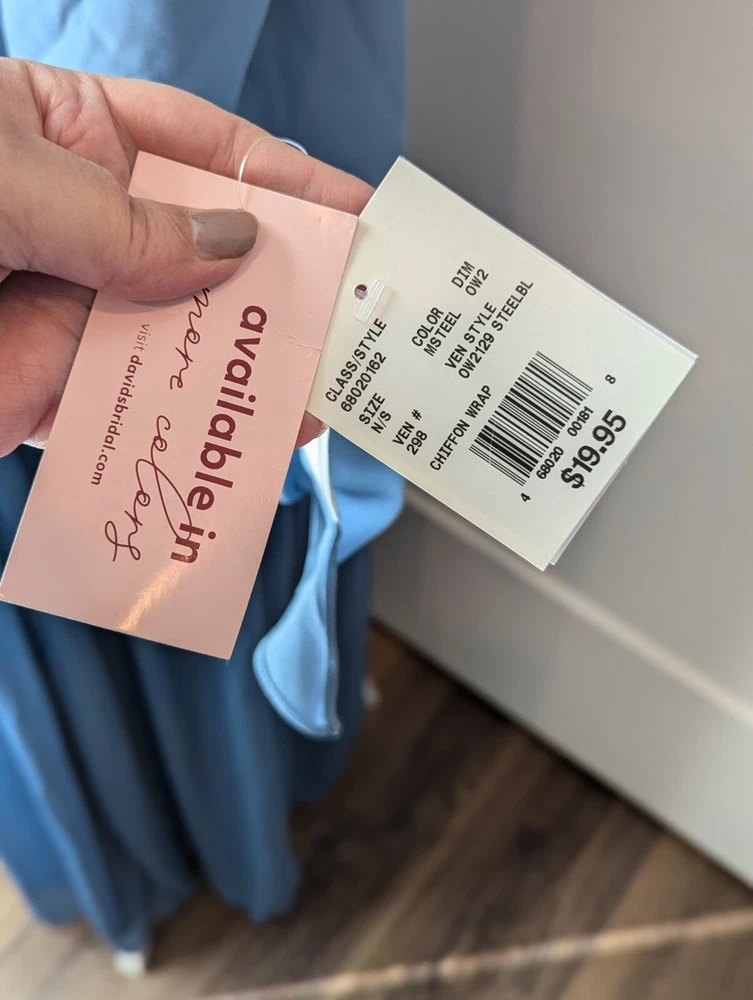 available in
more colors
visit davidsbridal.com
CLASS/STYLE
68020162
COLOR
MSTEEL
DIM
OW2
SIZE
N/S
VEN STYLE
OW2129 STEELBL
VEN #
298
CHIFFON WRAP
4 68020 00181 8
$19.95